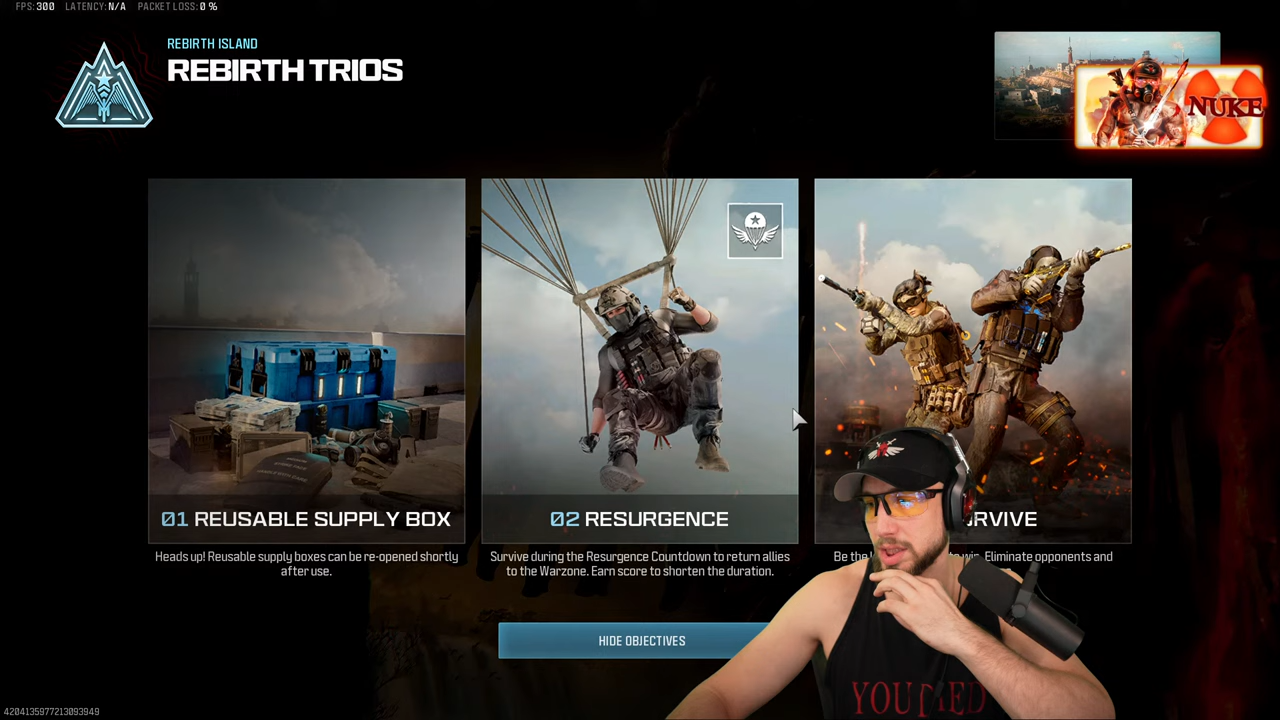 FPS: 300 LATENCY: N/A PACKET LOSS: 0 %
REBIRTH ISLAND
REBIRTH TRIOS
NUKE
01 REUSABLE SUPPLY BOX
Heads up! Reusable supply boxes can be re-opened shortly
after use.
02 RESURGENCE
Survive during the Resurgence Countdown to return allies
to the Warzone. Earn score to shorten the duration.
RVIVE
Be the to win. Eliminate opponents and
HIDE OBJECTIVES
YOU DIED
4204135977213093949